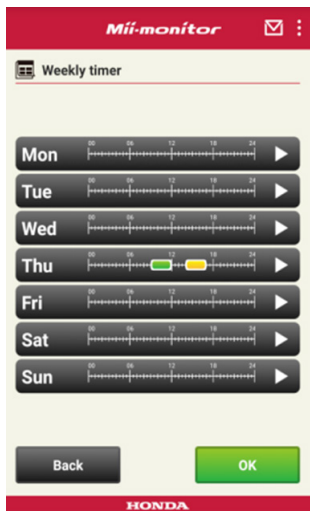 Mii-monitor
Weekly timer
00 06 12 18 24
Mon
00 06 12 18 24
Tue
00 06 12 18 24
Wed
00 06 12 18 24
Thu
00 06 12 18 24
Fri
00 06 12 18 24
Sat
00 06 12 18 24
Sun
Back OK
HONDA